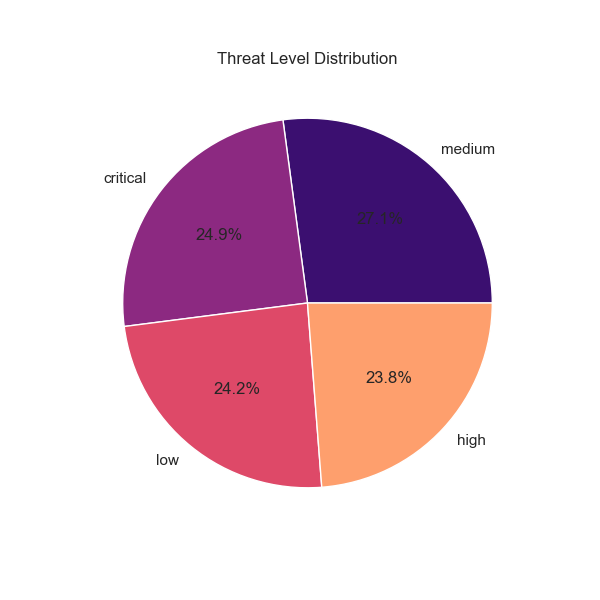 Threat Level Distribution
medium
critical
27.1%
24.9%
23.8%
24.2%
high
low